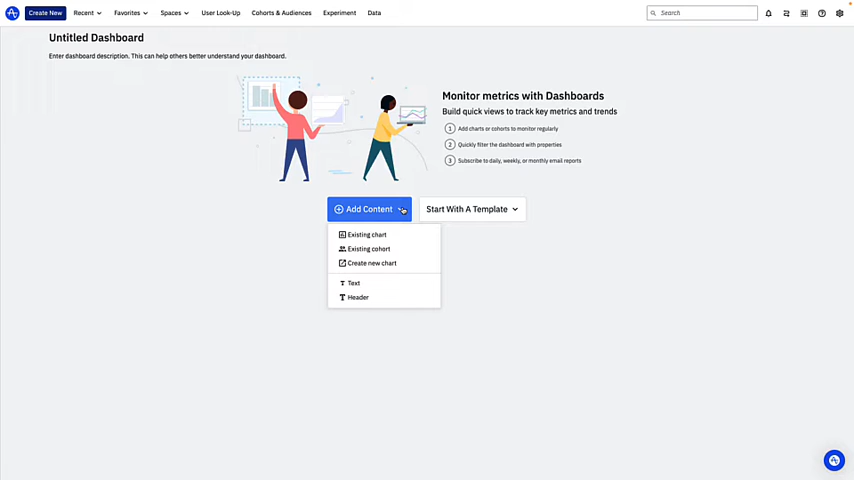 Create New
Recent
Favorites
Spaces
User Look-Up
Cohorts & Audiences
Experiment
Data
Search
Untitled Dashboard
Enter dashboard description. This can help others better understand your dashboard.
Monitor metrics with Dashboards
Build quick views to track key metrics and trends
1 Add charts or cohorts to monitor regularly
2 Quickly filter the dashboard with properties
3 Subscribe to daily, weekly, or monthly email reports
Add Content
Start With A Template
Existing chart
Existing cohort
Create new chart
Text
Header